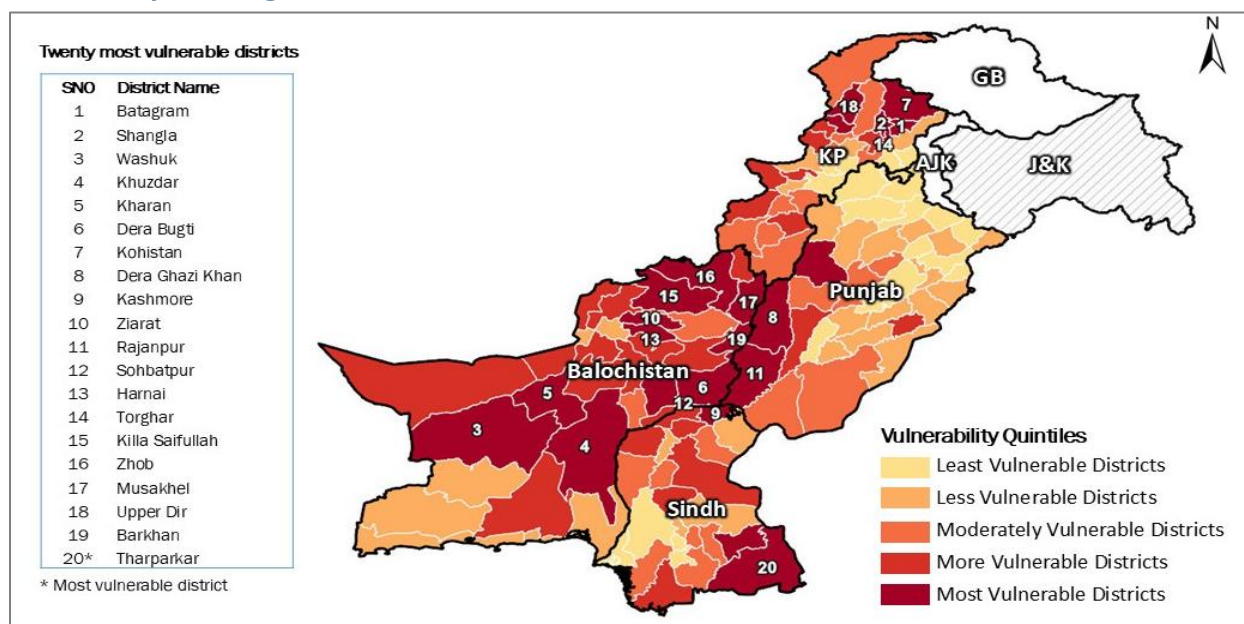 Twenty most vulnerable districts
SNO District Name
1 Batagram
2 Shangla
3 Washuk
4 Khuzdar
5 Kharan
6 Dera Bugti
7 Kohistan
8 Dera Ghazi Khan
9 Kashmore
10 Ziarat
11 Rajanpur
12 Sohbatpur
13 Harnai
14 Torghar
15 Killa Saifullah
16 Zhob
17 Musakhel
18 Upper Dir
19 Barkhan
20* Tharparkar
* Most vulnerable district
N
GB
18
7
2
1
14
KP
AJK
J&K
16
15
17
Punjab
10
8
13
19
Balochistan
11
6
5
12
9
3
4
Sindh
20
Vulnerability Quintiles
Least Vulnerable Districts
Less Vulnerable Districts
Moderately Vulnerable Districts
More Vulnerable Districts
Most Vulnerable Districts